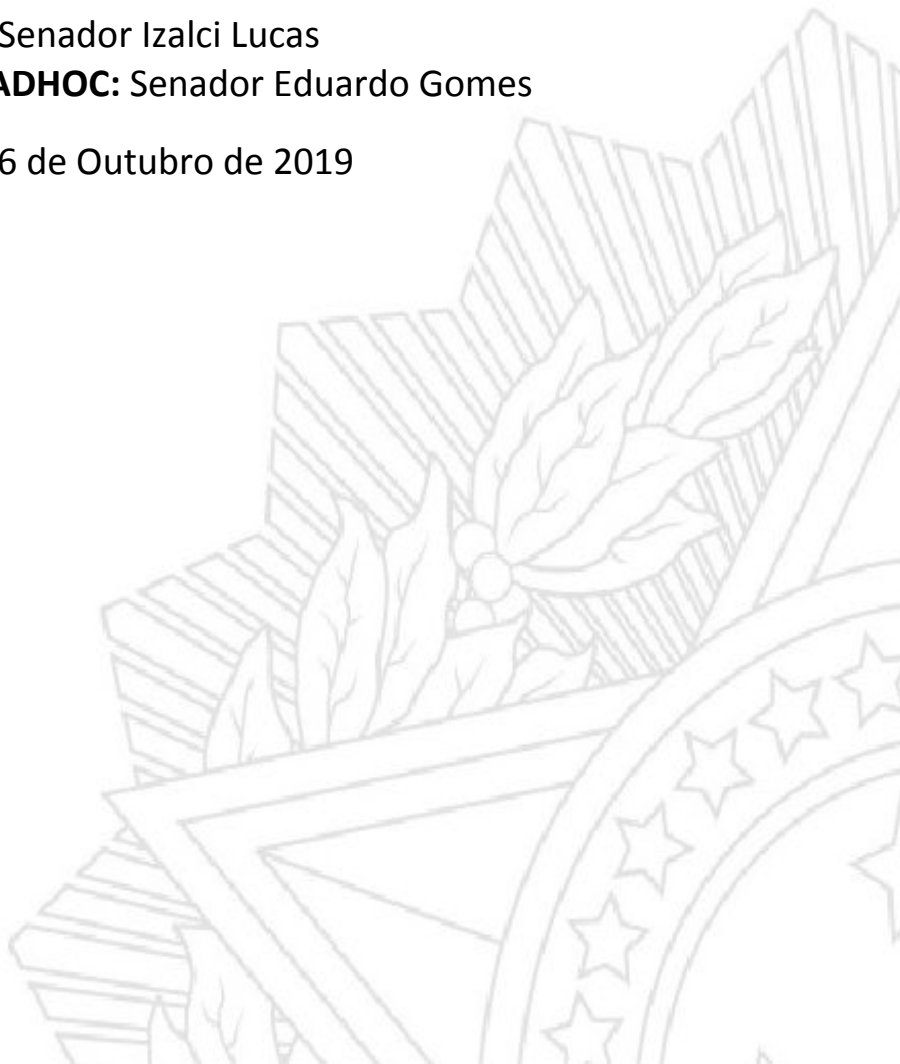 Senador Izalci Lucas
ADHOC: Senador Eduardo Gomes
6 de Outubro de 2019